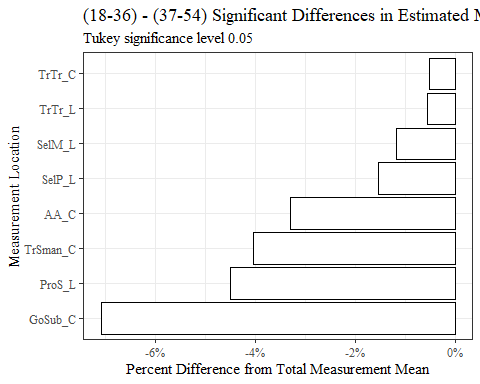 (18-36) - (37-54) Significant Differences in Estimated
Tukey significance level 0.05
TrTr_C
TrTr_L
SelM_L
SelP_L
AA_C
TrSman_C
ProS_L
GoSub_C
Measurement Location
-6%
-4%
-2%
0%
Percent Difference from Total Measurement Mean